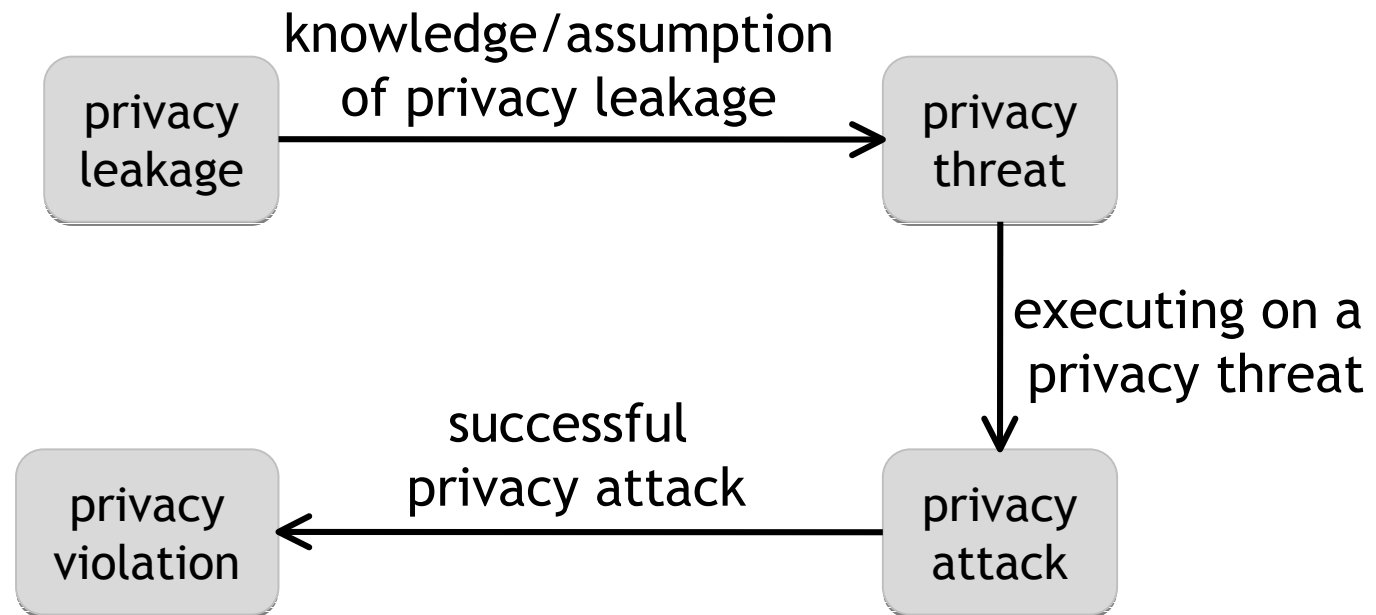 knowledge/assumption
of privacy leakage
privacy
leakage
privacy
threat
executing on a
privacy threat
successful
privacy attack
privacy
violation
privacy
attack